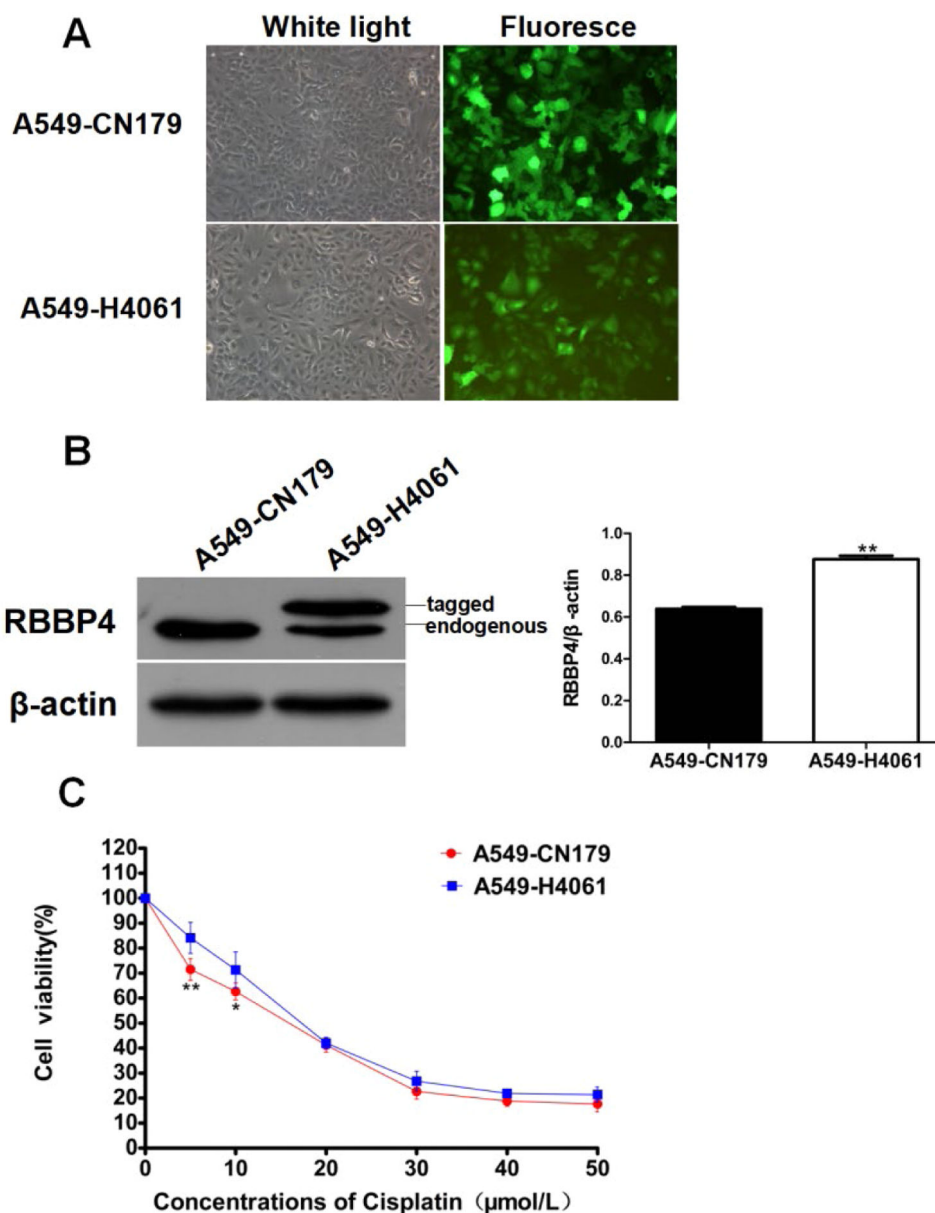 A
White light
Fluoresce
A549-CN179
A549-H4061
B
A549-CN179
A549-H4061
RBBP4
tagged
endogenous
β-actin
RBBP4/β -actin
1.0
0.8
0.6
0.4
0.2
0.0
**
A549-CN179
A549-H4061
C
Cell viability(%)
120
110
100
90
80
70
60
50
40
30
20
10
0
A549-CN179
A549-H4061
**
*
0
10
20
30
40
50
Concentrations of Cisplatin（μmol/L）